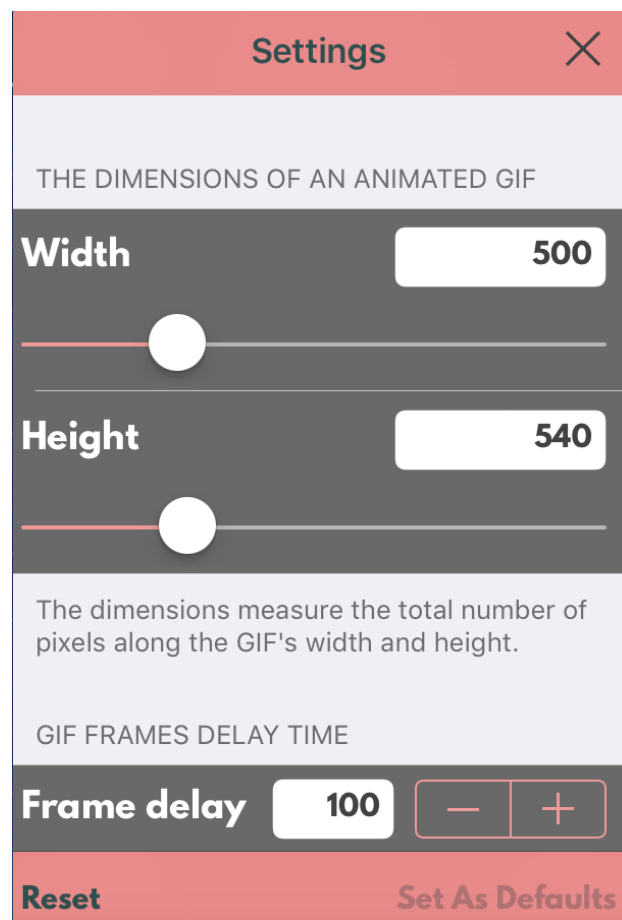 Settings
THE DIMENSIONS OF AN ANIMATED GIF
Width 500
Height 540
The dimensions measure the total number of
pixels along the GIF's width and height.
GIF FRAMES DELAY TIME
Frame delay 100
Reset Set As Defaults